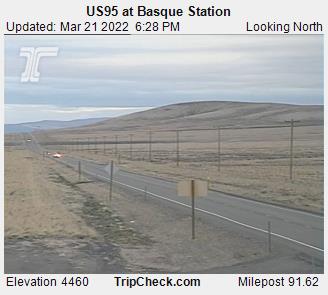 US95 at Basque Station
Updated: Mar 21 2022 6:28 PM Looking North
Elevation 4460 TripCheck.com Milepost 91.62